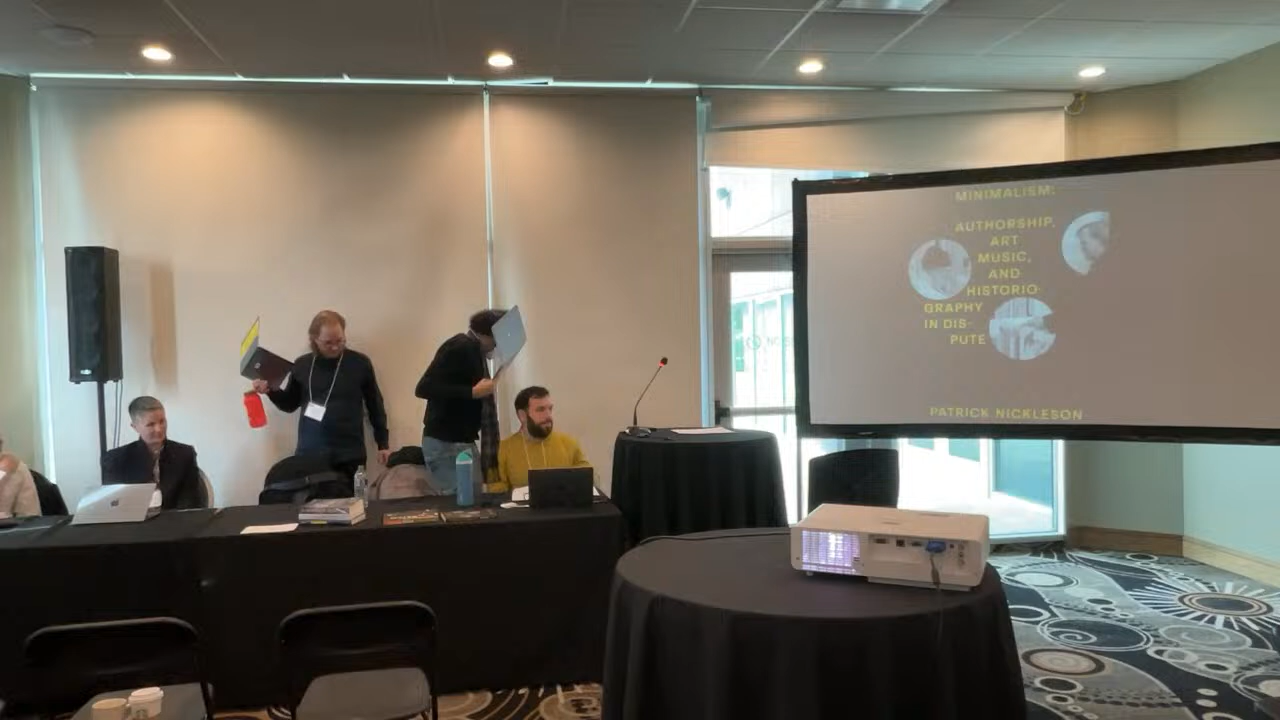 MINIMALISM:
AUTHORSHIP,
ART
MUSIC,
AND
HISTORIO-
GRAPHY
IN DIS-
PUTE
PATRICK NICKLESON